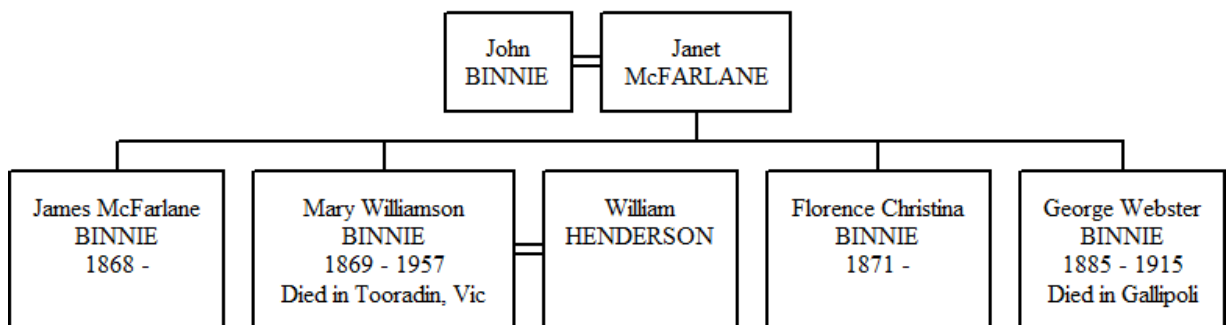 John
BINNIE
Janet
McFARLANE
James McFarlane
BINNIE
1868 -
Mary Williamson
BINNIE
1869 - 1957
Died in Tooradin, Vic
William
HENDERSON
Florence Christina
BINNIE
1871 -
George Webster
BINNIE
1885 - 1915
Died in Gallipoli